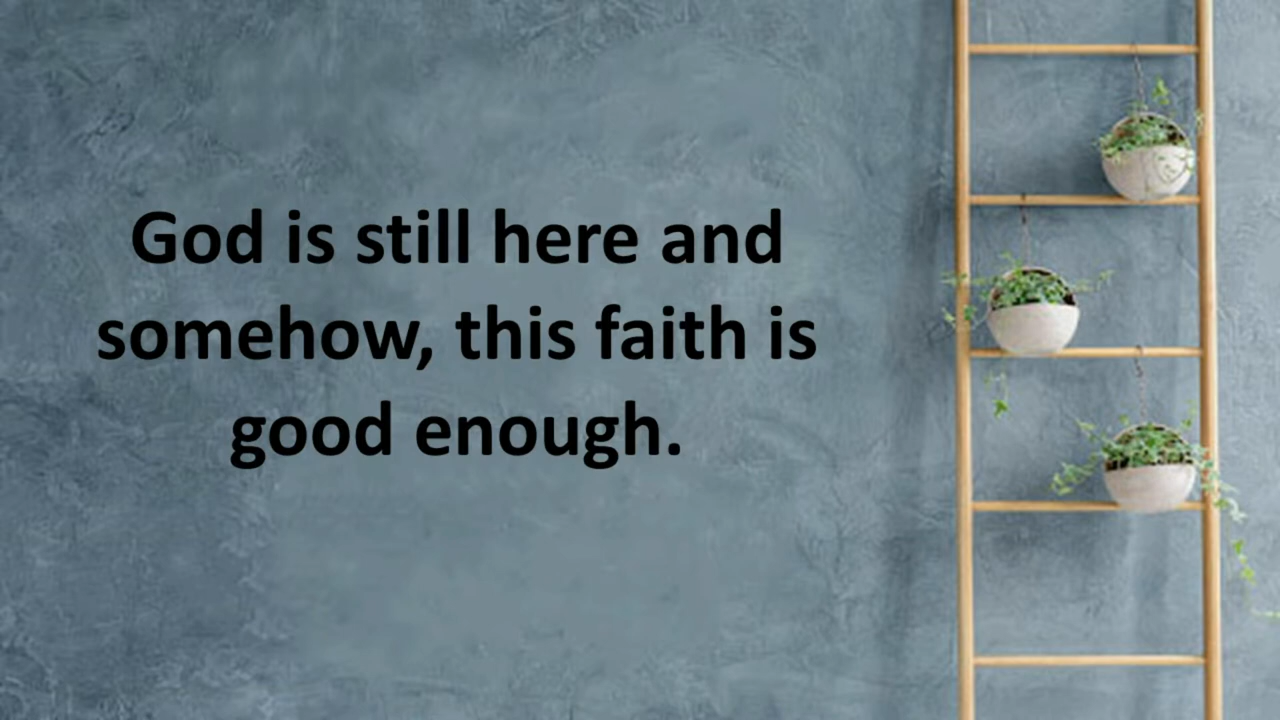 God is still here and
somehow, this faith is
good enough.